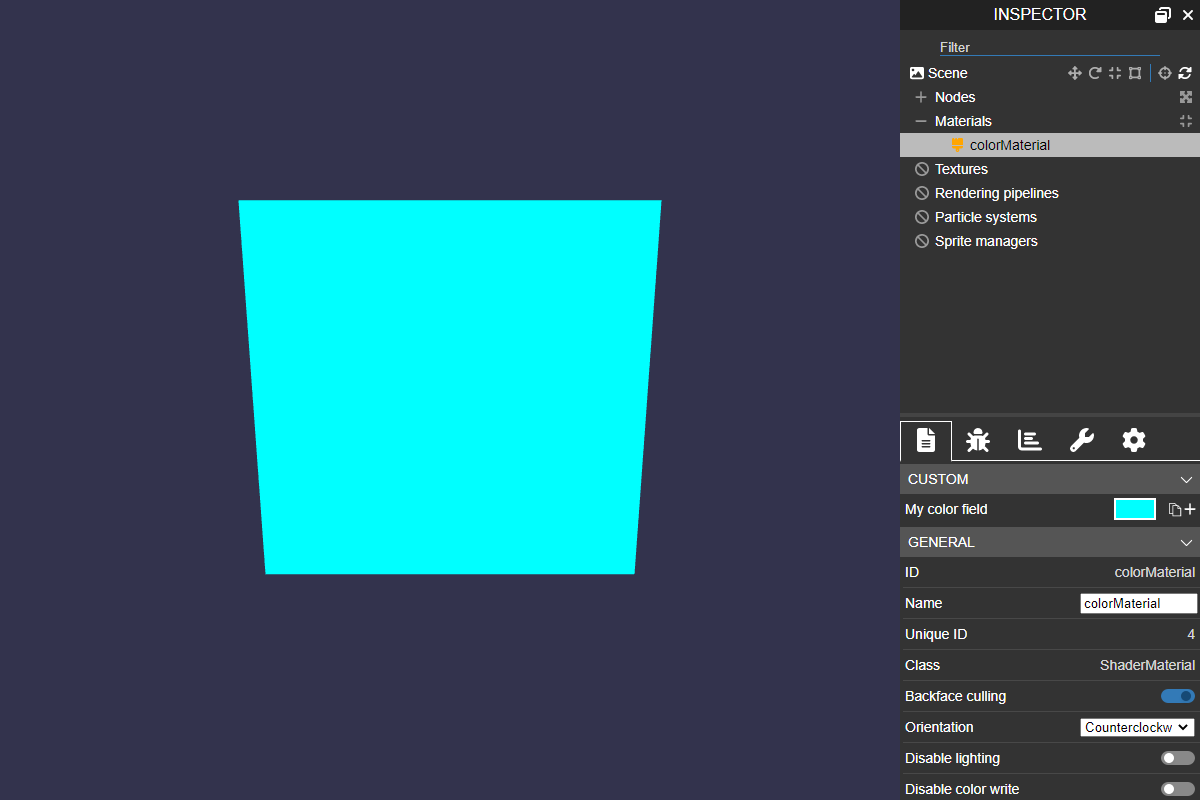 INSPECTOR
Filter
Scene
Nodes
Materials
colorMaterial
Textures
Rendering pipelines
Particle systems
Sprite managers
CUSTOM
My color field
GENERAL
ID colorMaterial
Name colorMaterial
Unique ID 4
Class ShaderMaterial
Backface culling
Orientation Counterclockw
Disable lighting
Disable color write